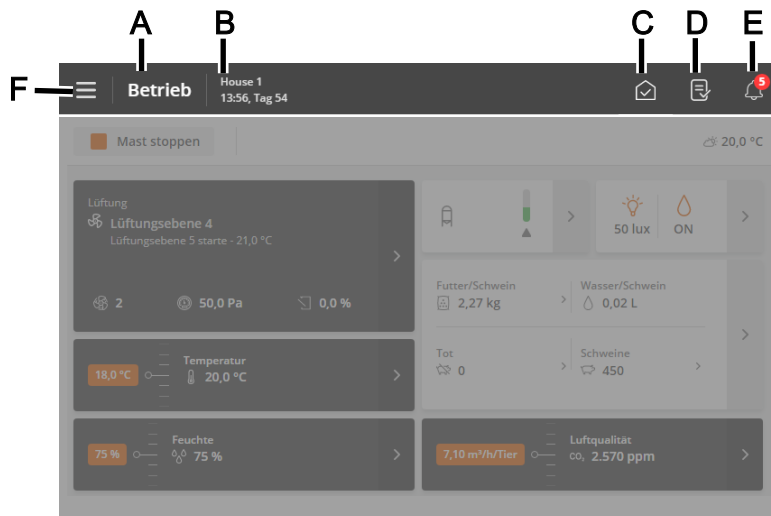 A B C D E
F
Betrieb
House 1
13:56, Tag 54
5
Mast stoppen
20,0 °C
Lüftung
Lüftungsebene 4
Lüftungsebene 5 starte - 21,0 °C
2 50,0 Pa 0,0 %
50 lux ON
Futter/Schwein Wasser/Schwein
2,27 kg 0,02 L
Tot Schweine
0 450
Temperatur
18,0 °C 20,0 °C
Feuchte
75 % 75 %
Luftqualität
7,10 m³/h/Tier CO₂ 2.570 ppm